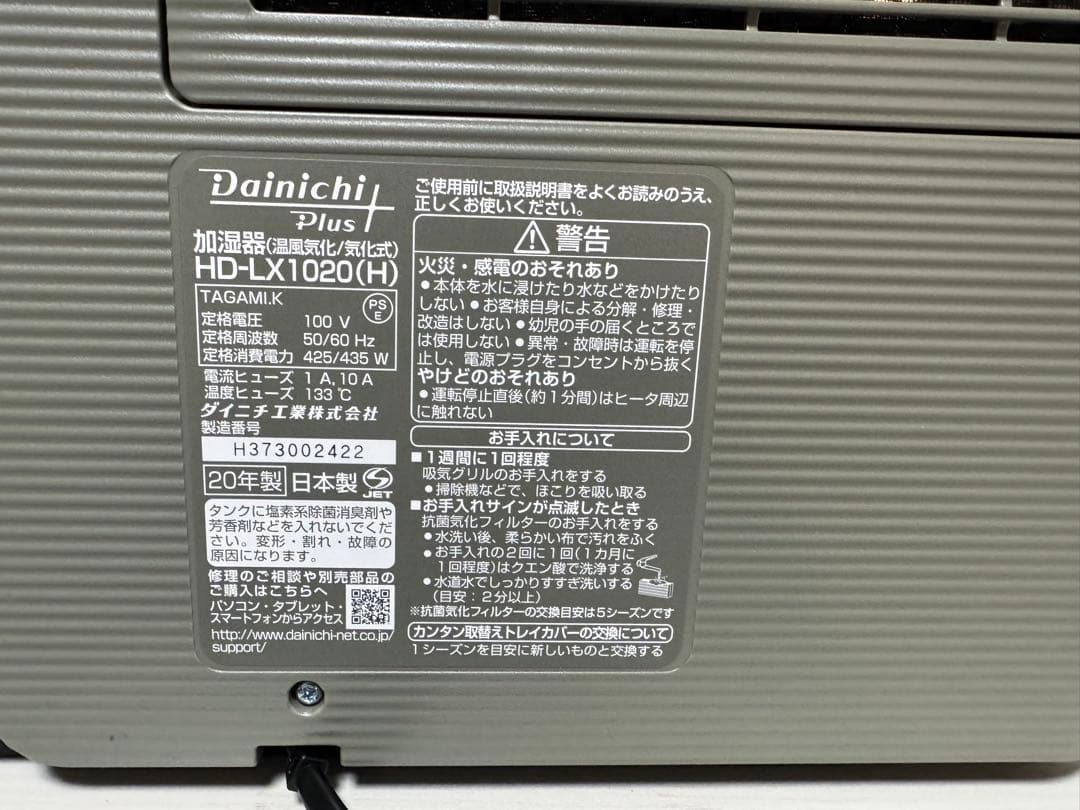 Dainichi
Plus
加湿器(温風気化/気化式)
HD-LX1020(H)
TAGAMI.K
PS
E
定格電圧 100 V
定格周波数 50/60 Hz
定格消費電力 425/435 W
電流ヒューズ 1 A,10 A
温度ヒューズ 133 ℃
ダイニチ工業株式会社
製造番号
H373002422
20年製 日本製 JET
タンクに塩素系除菌消臭剤や
芳香剤などを入れないでくだ
さい。変形・割れ・故障の
原因になります。
修理のご相談や別売部品の
ご購入はこちらへ
パソコン・タブレット・
スマートフォンからアクセス
http://www.dainichi-net.co.jp/
support/
ご使用前に取扱説明書をよくお読みのうえ、
正しくお使いください。
警告
火災・感電のおそれあり
●本体を水に浸けたり水などをかけたり
しない ●お客様自身による分解・修理・
改造はしない ●幼児の手の届くところで
は使用しない ●異常・故障時は運転を停
止し、電源プラグをコンセントから抜く
やけどのおそれあり
●運転停止直後(約1分間)はヒータ周辺
に触れない
お手入れについて
■1週間に1回程度
吸気グリルのお手入れをする
●掃除機などで、ほこりを吸い取る
■お手入れサインが点滅したとき
抗菌気化フィルターのお手入れをする
●水洗い後、柔らかい布で汚れをふく
●お手入れの2回に1回(1カ月に
1回程度)はクエン酸で洗浄する
●水道水でしっかりすすぎ洗いする
(目安:2分以上)
※抗菌気化フィルターの交換目安は5シーズンです
カンタン取替えトレイカバーの交換について
1シーズンを目安に新しいものと交換する